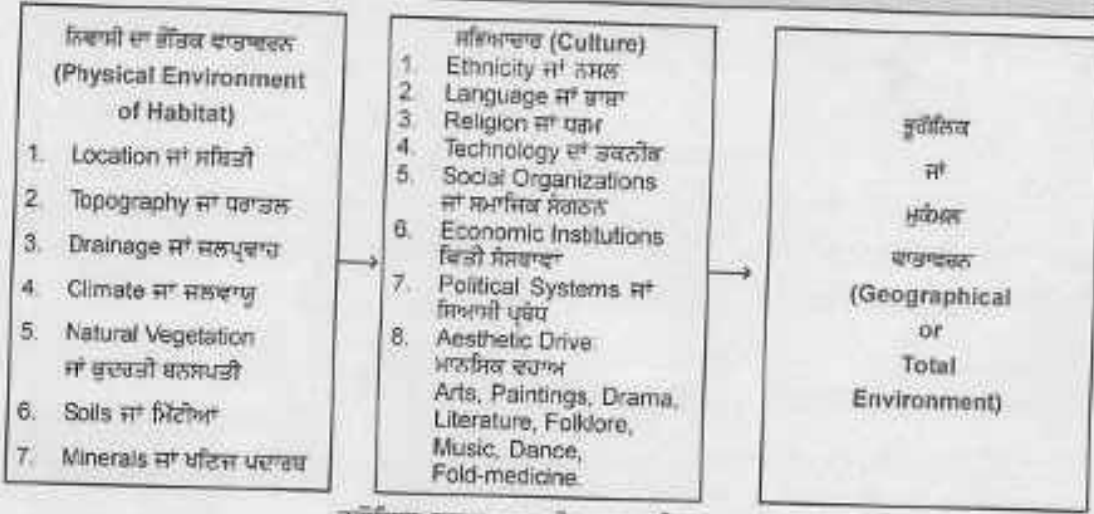 ਨਿਵਾਸੀ ਦਾ ਭੌਤਿਕ ਵਾਤਾਵਰਨ
(Physical Environment
of Habitat)
1. Location ਜਾਂ ਸਥਿਤੀ
2. Topography ਜਾਂ ਧਰਾਤਲ
3. Drainage ਜਾਂ ਜਲਪ੍ਰਵਾਹ
4. Climate ਜਾਂ ਜਲਵਾਯੂ
5. Natural Vegetation
ਜਾਂ ਕੁਦਰਤੀ ਬਨਸਪਤੀ
6. Soils ਜਾਂ ਮਿੱਟੀਆਂ
7. Minerals ਜਾਂ ਖਣਿਜ ਪਦਾਰਥ
ਸਭਿਆਚਾਰ (Culture)
1. Ethnicity ਜਾਂ ਨਸਲ
2. Language ਜਾਂ ਭਾਸ਼ਾ
3. Religion ਜਾਂ ਧਰਮ
4. Technology ਦਾਂ ਤਕਨੀਕ
5. Social Organizations
ਜਾਂ ਸਮਾਜਿਕ ਸੰਗਠਨ
6. Economic Institutions
ਵਿਤੀ ਸੰਸਥਾਵਾਂ
7. Political Systems ਜਾਂ
ਸਿਆਸੀ ਪ੍ਰਬੰਧ
8. Aesthetic Drive.
ਮਾਨਸਿਕ ਵਹਾਅ
Arts, Paintings, Drama,
Literature, Folklore,
Music, Dance,
Fold-medicine.
ਭੂਗੋਲਿਕ
ਜਾਂ
ਮੁਕੰਮਲ
ਵਾਤਾਵਰਨ
(Geographical
or
Total
Environment)